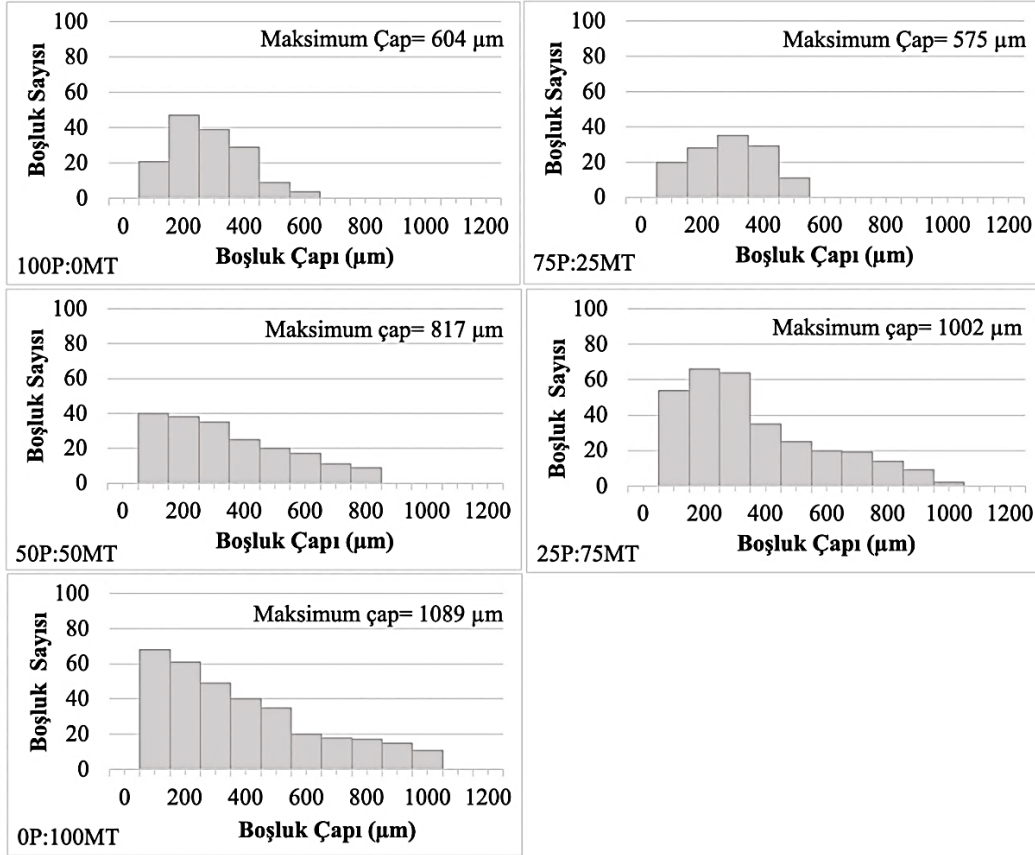 100
80
60
40
20
0
Boşluk Sayısı
Maksimum Çap= 604 µm
0 200 400 600 800 1000 1200
Boşluk Çapı (µm)
100P:0MT
100
80
60
40
20
0
Boşluk Sayısı
Maksimum Çap= 575 µm
0 200 400 600 800 1000 1200
Boşluk Çapı (µm)
75P:25MT
100
80
60
40
20
0
Boşluk Sayısı
Maksimum çap= 817 µm
0 200 400 600 800 1000 1200
Boşluk Çapı (µm)
50P:50MT
100
80
60
40
20
0
Boşluk Sayısı
Maksimum çap= 1002 µm
0 200 400 600 800 1000 1200
Boşluk Çapı (µm)
25P:75MT
100
80
60
40
20
0
Boşluk Sayısı
Maksimum çap= 1089 µm
0 200 400 600 800 1000 1200
Boşluk Çapı (µm)
0P:100MT